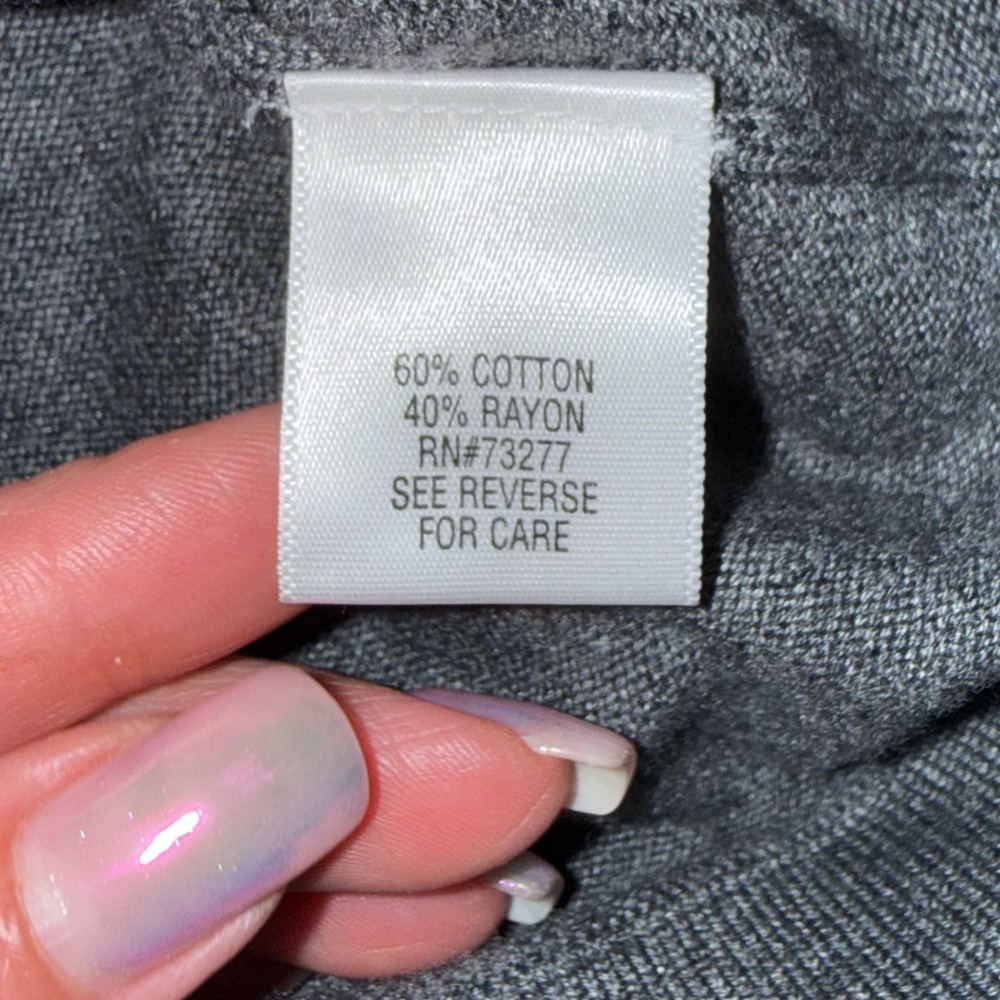 60% COTTON
40% RAYON
RN#73277
SEE REVERSE
FOR CARE